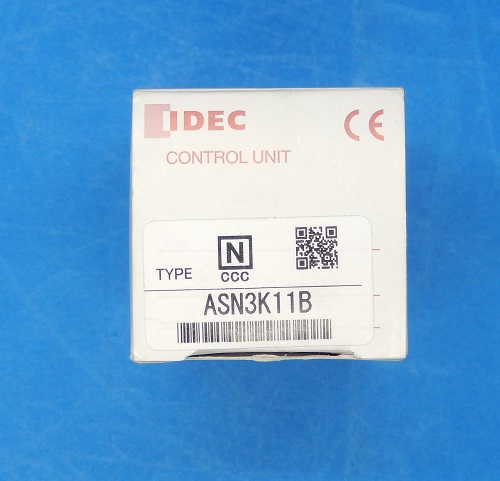 IDEC
CE
CONTROL UNIT
N
CCC
TYPE
ASN3K11B